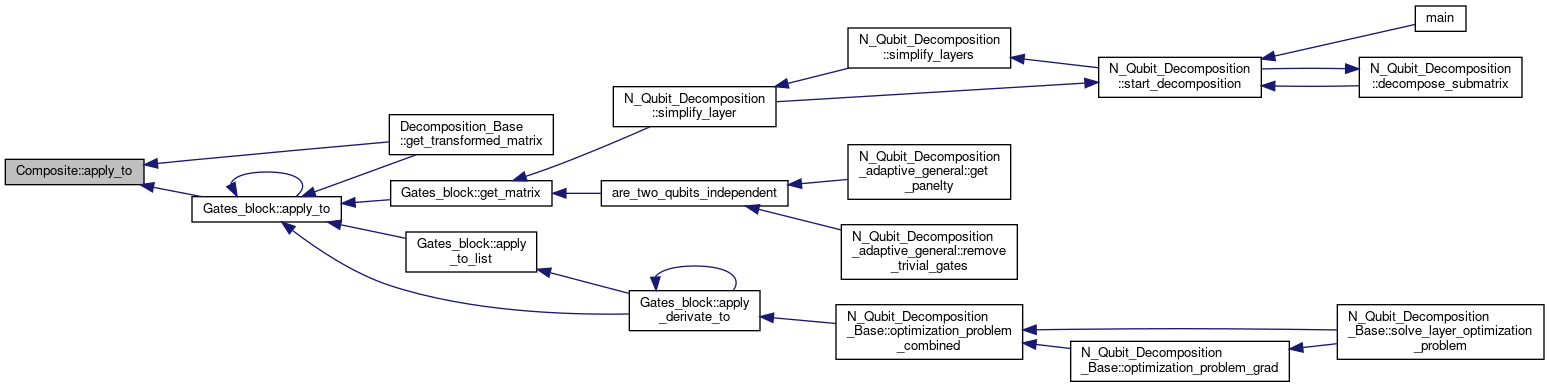 Composite::apply_to
Gates_block::apply_to
Decomposition_Base
::get_transformed_matrix
Gates_block::get_matrix
Gates_block::apply
_to_list
Gates_block::apply
_derivate_to
N_Qubit_Decomposition
::simplify_layer
are_two_qubits_independent
N_Qubit_Decomposition
::simplify_layers
N_Qubit_Decomposition
_adaptive_general::get
_panelty
N_Qubit_Decomposition
_adaptive_general::remove
_trivial_gates
N_Qubit_Decomposition
_Base::optimization_problem
_combined
N_Qubit_Decomposition
::start_decomposition
N_Qubit_Decomposition
_Base::optimization_problem_grad
main
N_Qubit_Decomposition
::decompose_submatrix
N_Qubit_Decomposition
_Base::solve_layer_optimization
_problem